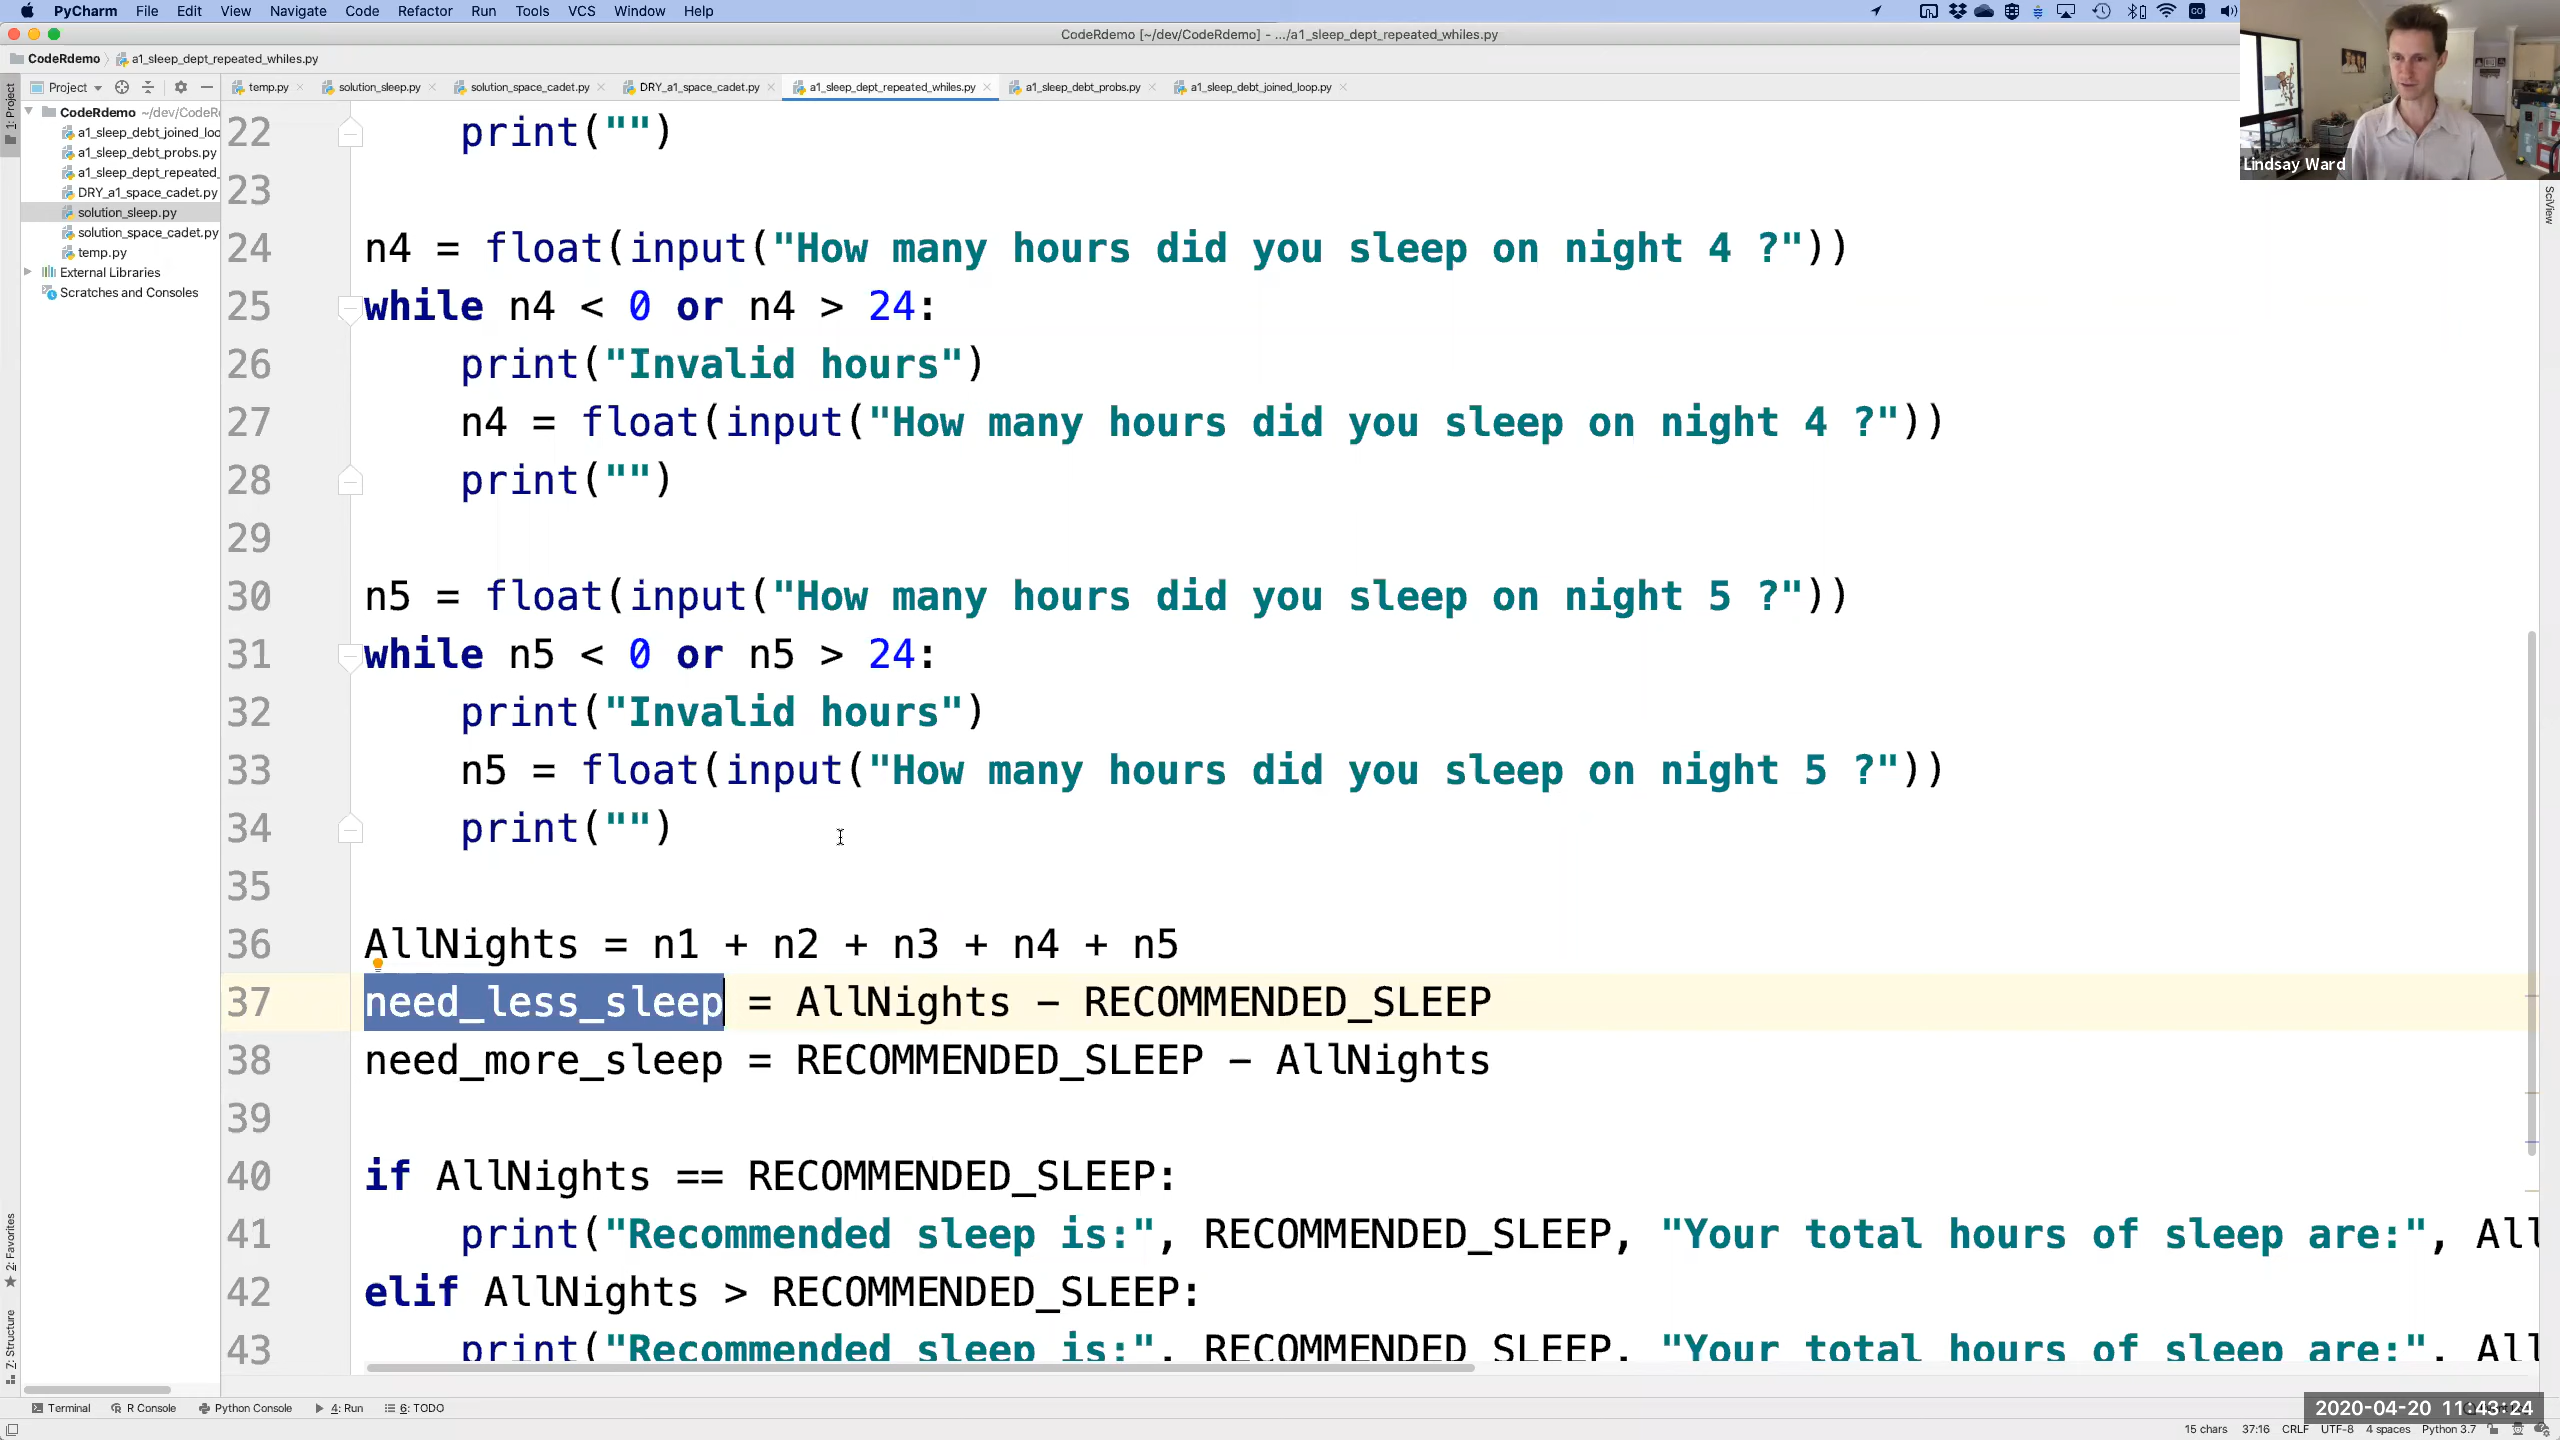 PyCharm File Edit View Navigate Code Refactor Run Tools VCS Window Help
CodeRdemo [~/dev/CodeRdemo] - .../a1_sleep_dept_repeated_whiles.py
CodeRdemo a1_sleep_dept_repeated_whiles.py
Project temp.py solution_sleep.py solution_space_cadet.py DRY_a1_space_cadet.py a1_sleep_dept_repeated_whiles.py a1_sleep_debt_probs.py a1_sleep_debt_joined_loop.py
Lindsay Ward
1: Project
CodeRdemo ~/dev/CodeR
a1_sleep_debt_joined_loo
a1_sleep_debt_probs.py
a1_sleep_dept_repeated_
DRY_a1_space_cadet.py
solution_sleep.py
solution_space_cadet.py
temp.py
External Libraries
Scratches and Consoles
2: Favorites
7: Structure
SciView
22 print("")
23
24 n4 = float(input("How many hours did you sleep on night 4 ?"))
25 while n4 < 0 or n4 > 24:
26 print("Invalid hours")
27 n4 = float(input("How many hours did you sleep on night 4 ?"))
28 print("")
29
30 n5 = float(input("How many hours did you sleep on night 5 ?"))
31 while n5 < 0 or n5 > 24:
32 print("Invalid hours")
33 n5 = float(input("How many hours did you sleep on night 5 ?"))
34 print("")
35
36 AllNights = n1 + n2 + n3 + n4 + n5
37 need_less_sleep = AllNights - RECOMMENDED_SLEEP
38 need_more_sleep = RECOMMENDED_SLEEP - AllNights
39
40 if AllNights == RECOMMENDED_SLEEP:
41 print("Recommended sleep is:", RECOMMENDED_SLEEP, "Your total hours of sleep are:", All
42 elif AllNights > RECOMMENDED_SLEEP:
43 print("Recommended sleep is:", RECOMMENDED_SLEEP, "Your total hours of sleep are:", All
Terminal R Console Python Console 4: Run 6: TODO
2020-04-20 11:43:24
15 chars 37:16 CRLF UTF-8 4 spaces Python 3.7